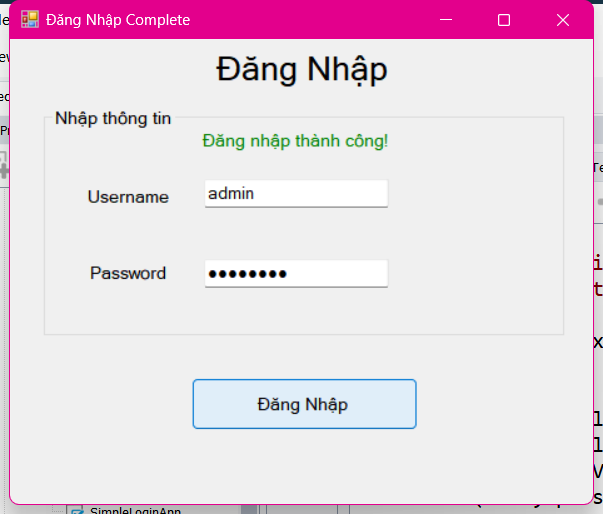 Đăng Nhập Complete
Đăng Nhập
Nhập thông tin
Đăng nhập thành công!
Username admin
Password ●●●●●●●●
Đăng Nhập
SimpleLoginApp